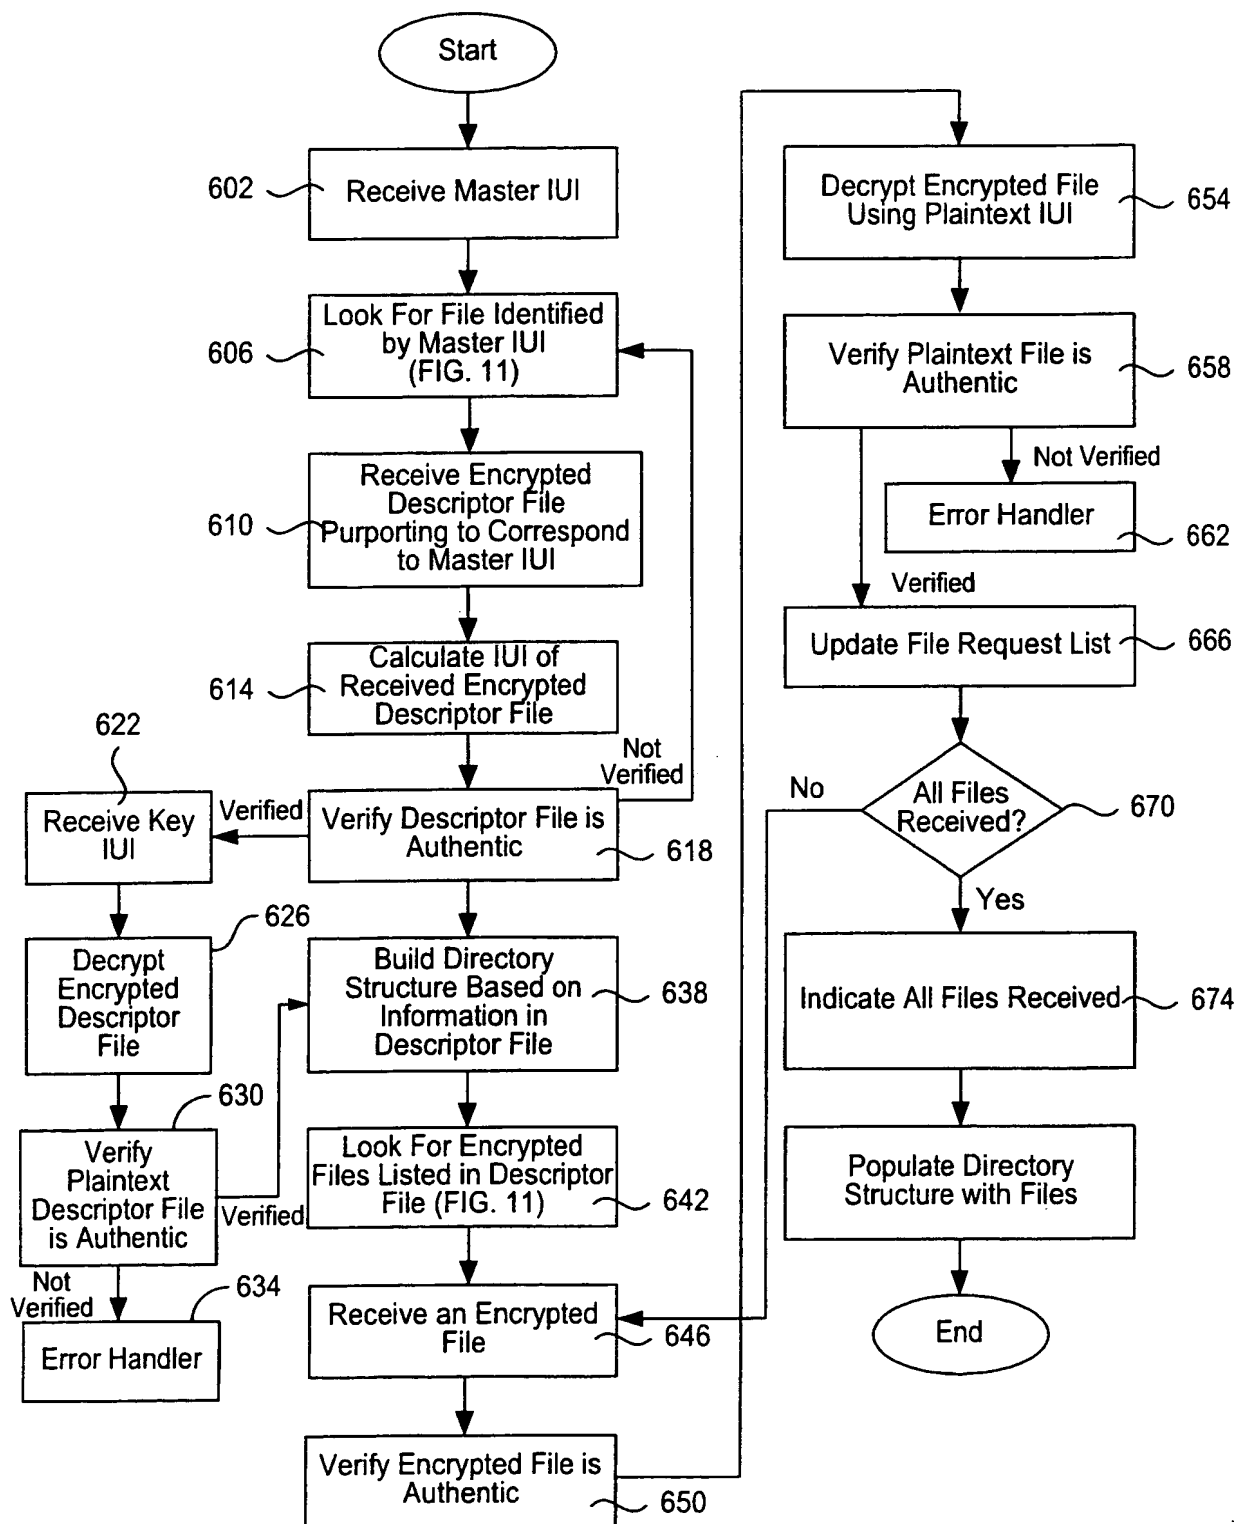 Start
602
Receive Master IUI
606
Look For File Identified
by Master IUI
(FIG. 11)
610
Receive Encrypted
Descriptor File
Purporting to Correspond
to Master IUI
614
Calculate IUI of
Received Encrypted
Descriptor File
Not
Verified
622
Receive Key
IUI
Verified
Verify Descriptor File is
Authentic
618
626
Decrypt
Encrypted
Descriptor
File
Build Directory
Structure Based on
Information in
Descriptor File
638
630
Verify
Plaintext
Descriptor File
is Authentic
Verified
Look For Encrypted
Files Listed in Descriptor
File (FIG. 11)
642
Not
Verified
634
Error Handler
Receive an Encrypted
File
646
Verify Encrypted File is
Authentic
650
Decrypt Encrypted File
Using Plaintext IUI
654
Verify Plaintext File is
Authentic
658
Not Verified
Error Handler
662
Verified
Update File Request List
666
No
All Files
Received?
670
Yes
Indicate All Files Received
674
Populate Directory
Structure with Files
End